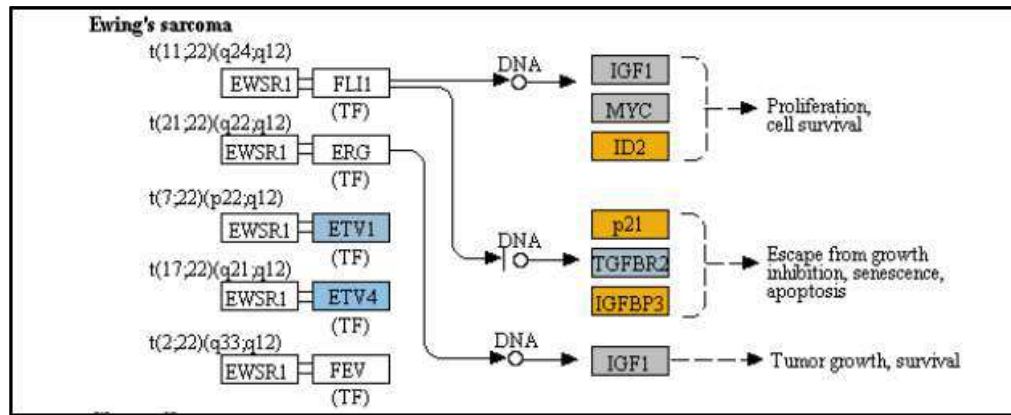 Ewing's sarcoma
t(11;22)(q24;q12)
EWSR1 FLI1 DNA IGF1
(TF) MYC Proliferation,
cell survival
t(21;22)(q22;q12) ID2
EWSR1 ERG
(TF)
t(7;22)(p22;q12) p21
EWSR1 ETV1 DNA TGFBR2 Escape from growth
(TF) inhibition, senescence,
t(17;22)(q21;q12) IGFBP3 apoptosis
EWSR1 ETV4
(TF)
t(2;22)(q33;q12) DNA
EWSR1 FEV IGF1 Tumor growth, survival
(TF)